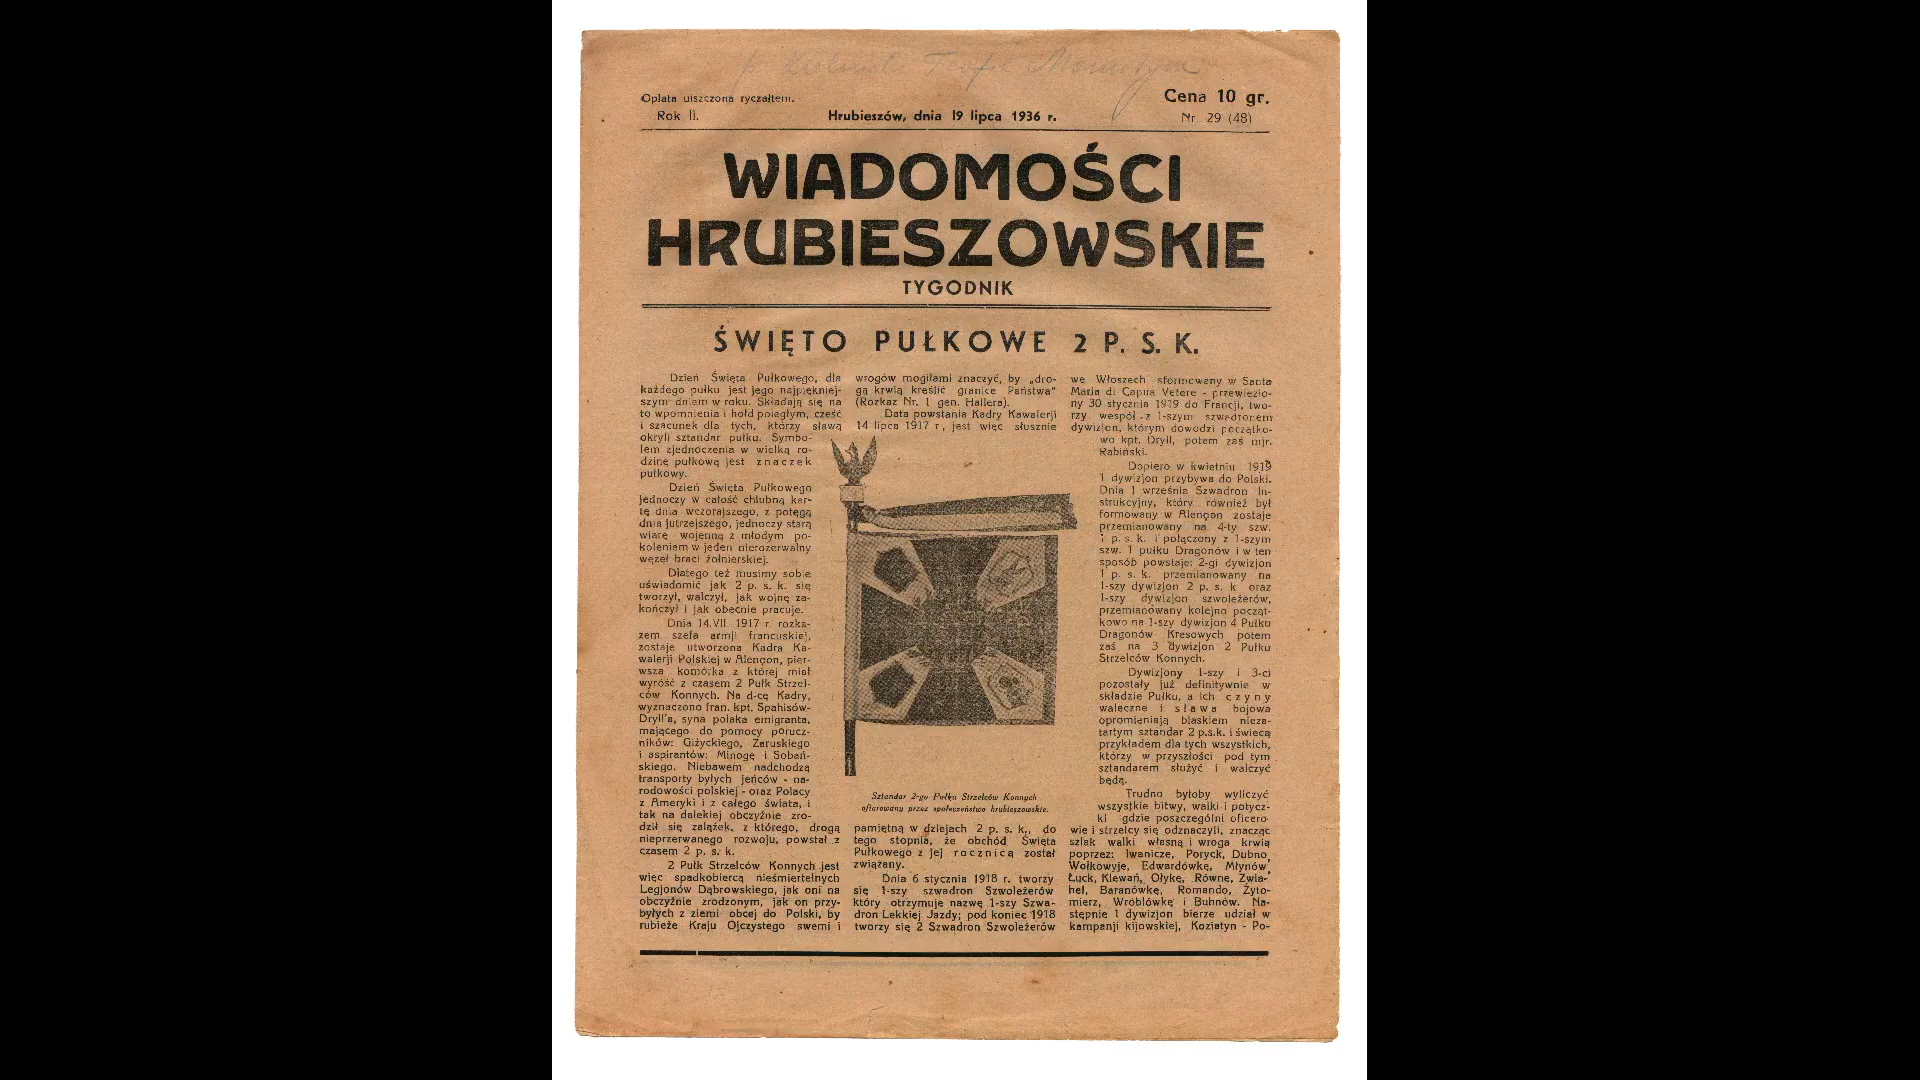 Opłata uiszczona ryczałtem.
Cena 10 gr.
Rok II.
Hrubieszów, dnia 19 lipca 1936 r.
Nr. 29 (48)
WIADOMOŚCI
HRUBIESZOWSKIE
TYGODNIK
ŚWIĘTO PUŁKOWE 2 P. S. K.
Dzień Święta Pułkowego, dla
każdego pułku jest jego najpiękniej-
szym dniem w roku. Składają się na
to wpomnienia i hołd poległym, cześć
i szacunek dla tych, którzy sławą
okryli sztandar pułku. Symbo-
lem zjednoczenia w wielką ro-
dzinę pułkową jest znaczek
pułkowy.
Dzień Święta Pułkowego
jednoczy w całość chlubną kar-
tę dnia wczorajszego, z potęgą
dnia jutrzejszego, jednoczy starą
wiarę wojenną z młodym po-
koleniem w jeden nierozerwalny
węzeł braci żołnierskiej.
Dlatego też musimy sobie
uświadomić jak 2 p. s. k. się
tworzył, walczył, jak wojnę za-
kończył i jak obecnie pracuje.
Dnia 14.VII. 1917 r. rozka-
zem szefa armji francuskiej,
zostaje utworzona Kadra Ka-
walerji Polskiej w Alençon, pier-
wsza komórka z której miał
wyróść z czasem 2 Pułk Strzel-
ców Konnych. Na d-cę Kadry,
wyznaczono fran. kpt. Spahisów-
Dryll'a, syna polaka emigranta,
mającego do pomocy porucz-
ników: Giżyckiego, Zaruskiego
i aspirantów: Minogę i Sobań-
skiego. Niebawem nadchodzą
transporty byłych jeńców - na-
rodowości polskiej - oraz Polacy
z Ameryki i z całego świata, i
tak na dalekiej obczyźnie zro-
dził się zalążek, z którego, drogą
nieprzerwanego rozwoju, powstał z
czasem 2 p. s. k.
2 Pułk Strzelców Konnych jest
więc spadkobiercą nieśmiertelnych
Legjonów Dąbrowskiego, jak oni na
obczyźnie zrodzonym, jak on przy-
byłych z ziemi obcej do Polski, by
rubieże Kraju Ojczystego swemi i
wrogów mogiłami znaczyć, by „dro-
gą krwią kreślić granice Państwa"
(Rozkaz Nr. 1 gen. Hallera).
Data powstania Kadry Kawalerji
14 lipca 1917 r, jest więc słusznie
Sztandar 2-go Pułku Strzelców Konnych
ofiarowany przez społeczeństwo hrubieszowskie.
pamiętną w dziejach 2 p. s. k., do
tego stopnia, że obchód Święta
Pułkowego z jej rocznicą został
związany.
Dnia 6 stycznia 1918 r. tworzy
się 1-szy szwadron Szwoleżerów
który otrzymuje nazwę 1-szy Szwa-
dron Lekkiej Jazdy; pod koniec 1918
tworzy się 2 Szwadron Szwoleżerów
we Włoszech sformowany w Santa
Maria di Capua Vetere - przewiezio-
ny 30 stycznia 1919 do Francji, two-
rzy wespół z 1-szym szwadronem
dywizjon, którym dowodzi początko-
wo kpt. Dryll, potem zaś mjr.
Rabiński.
Dopiero w kwietniu 1919
1 dywizjon przybywa do Polski.
Dnia 1 września Szwadron In-
strukcyjny, który również był
formowany w Alençon zostaje
przemianowany na 4-ty szw.
1 p. s. k. i połączony z 1-szym
szw. 1 pułku Dragonów i w ten
sposób powstaje: 2-gi dywizjon
1 p. s. k. przemianowany na
1-szy dywizjon 2 p. s. k oraz
1-szy dywizjon szwoleżerów,
przemianowany kolejno począt-
kowo na 1-szy dywizjon 4 Pułku
Dragonów Kresowych potem
zaś na 3 dywizjon 2 Pułku
Strzelców Konnych.
Dywizjony 1-szy i 3-ci
pozostały już definitywnie w
składzie Pułku, a ich czyny
waleczne i sława bojowa
opromieniają blaskiem nieza-
tartym sztandar 2 p.s.k. i świecą
przykładem dla tych wszystkich,
którzy w przyszłości pod tym
sztandarem służyć i walczyć
będą.
Trudno byłoby wyliczyć
wszystkie bitwy, walki i potycz-
ki gdzie poszczególni oficero-
wie i strzelcy się odznaczyli, znacząc
szlak walki własną i wroga krwią
poprzez: Iwanicze, Poryck, Dubno,
Wołkowyje, Edwardówkę, Młynów,
Łuck, Klewań, Ołykę, Równe, Zwia-
hel, Baranówkę, Romando, Żyto-
mierz, Wróblówkę i Buhnów. Na-
stępnie 1 dywizjon bierze udział w
kampanji kijowskiej, Koziatyn - Po-